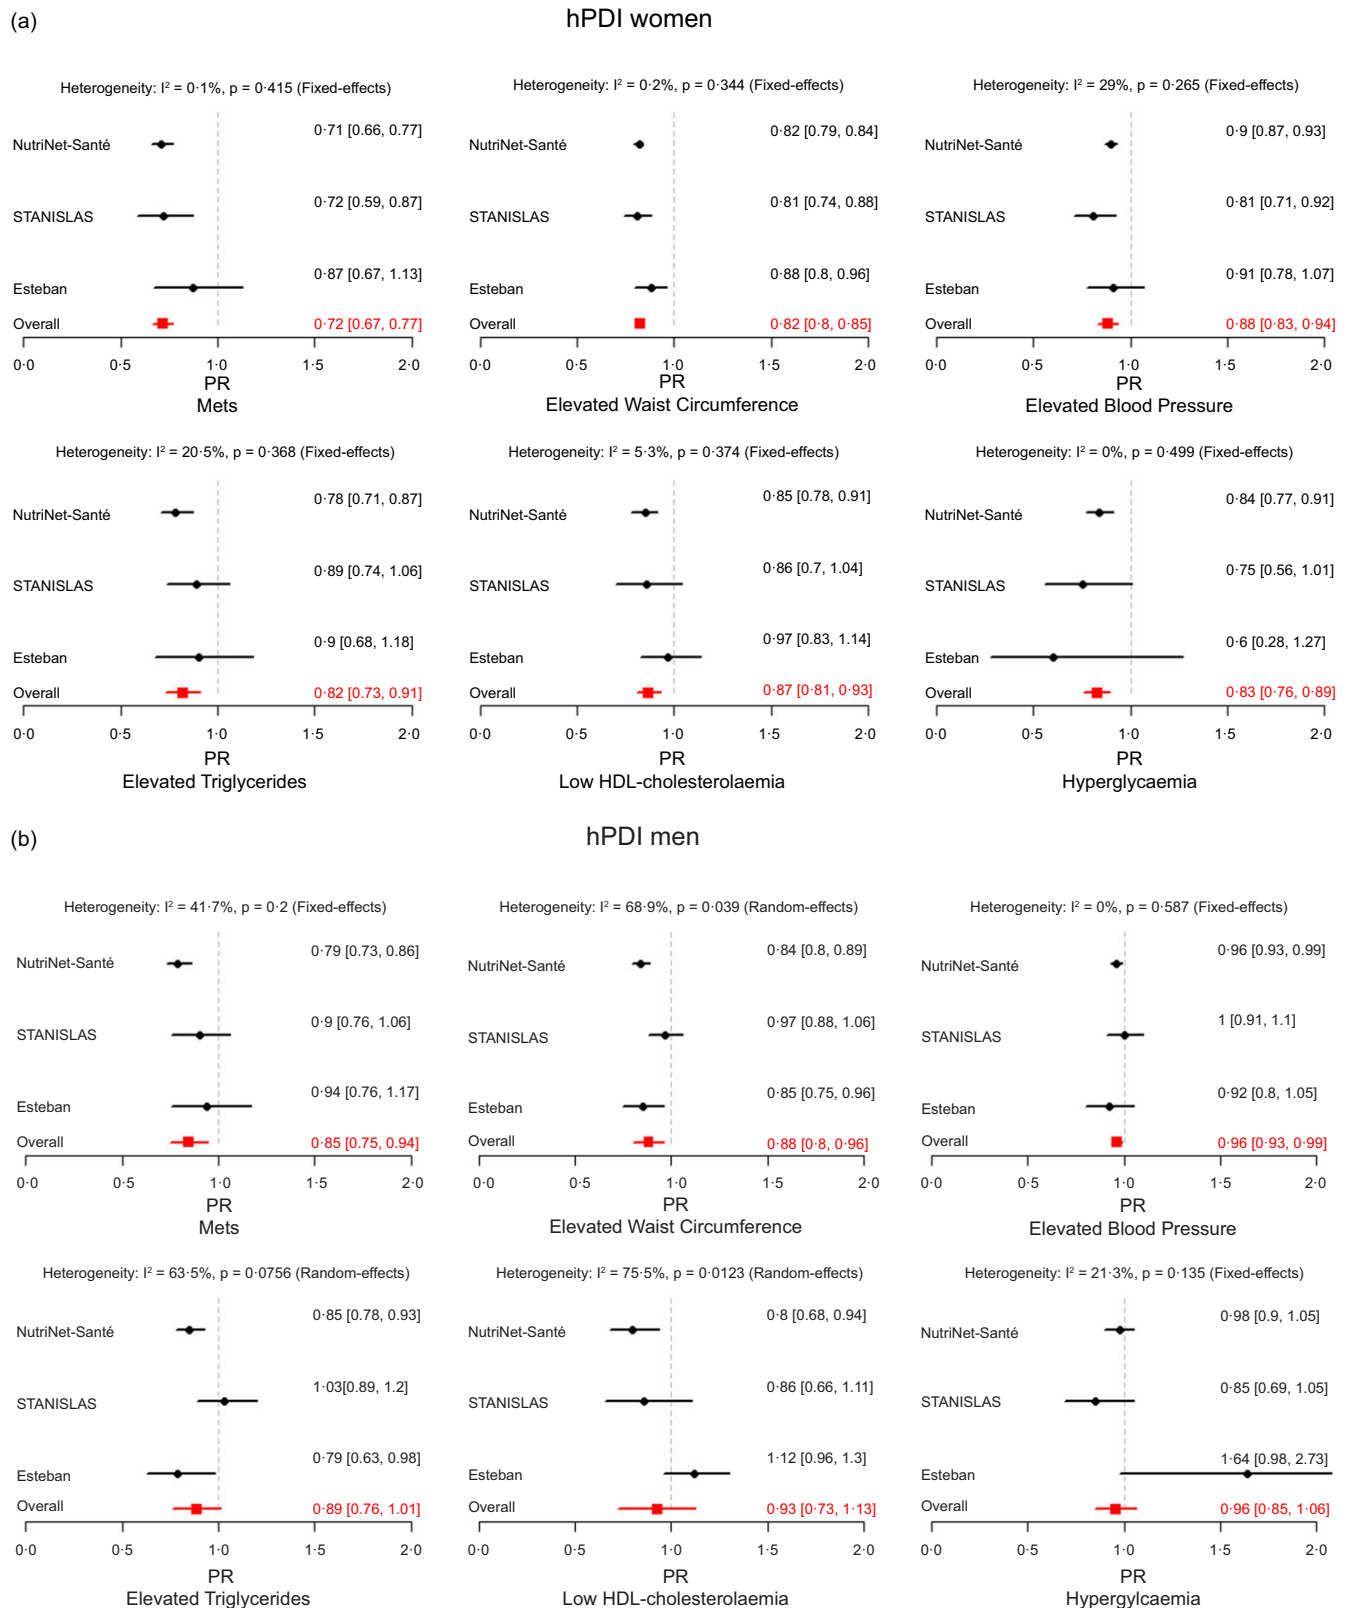 (a)
hPDI women
Heterogeneity: I² = 0·1%, p = 0·415 (Fixed-effects)
NutriNet-Santé 0·71 [0.66, 0.77]
STANISLAS 0·72 [0.59, 0.87]
Esteban 0·87 [0.67, 1.13]
Overall 0·72 [0.67, 0.77]
0·0 0·5 1·0 1·5 2·0
PR
Mets
Heterogeneity: I² = 0·2%, p = 0·344 (Fixed-effects)
NutriNet-Santé 0·82 [0.79, 0.84]
STANISLAS 0·81 [0.74, 0.88]
Esteban 0·88 [0.8, 0.96]
Overall 0·82 [0.8, 0.85]
0·0 0·5 1·0 1·5 2·0
PR
Elevated Waist Circumference
Heterogeneity: I² = 29%, p = 0·265 (Fixed-effects)
NutriNet-Santé 0·9 [0.87, 0.93]
STANISLAS 0·81 [0.71, 0.92]
Esteban 0·91 [0.78, 1.07]
Overall 0·88 [0.83, 0.94]
0·0 0·5 1·0 1·5 2·0
PR
Elevated Blood Pressure
Heterogeneity: I² = 20·5%, p = 0·368 (Fixed-effects)
NutriNet-Santé 0·78 [0.71, 0.87]
STANISLAS 0·89 [0.74, 1.06]
Esteban 0·9 [0.68, 1.18]
Overall 0·82 [0.73, 0.91]
0·0 0·5 1·0 1·5 2·0
PR
Elevated Triglycerides
Heterogeneity: I² = 5·3%, p = 0·374 (Fixed-effects)
NutriNet-Santé 0·85 [0.78, 0.91]
STANISLAS 0·86 [0.7, 1.04]
Esteban 0·97 [0.83, 1.14]
Overall 0·87 [0.81, 0.93]
0·0 0·5 1·0 1·5 2·0
PR
Low HDL-cholesterolaemia
Heterogeneity: I² = 0%, p = 0·499 (Fixed-effects)
NutriNet-Santé 0·84 [0.77, 0.91]
STANISLAS 0·75 [0.56, 1.01]
Esteban 0·6 [0.28, 1.27]
Overall 0·83 [0·76, 0·89]
0·0 0·5 1·0 1·5 2·0
PR
Hyperglycaemia
(b)
hPDI men
Heterogeneity: I² = 41·7%, p = 0·2 (Fixed-effects)
NutriNet-Santé 0·79 [0.73, 0.86]
STANISLAS 0·9 [0.76, 1.06]
Esteban 0·94 [0.76, 1.17]
Overall 0·85 [0.75, 0.94]
0·0 0·5 1·0 1·5 2·0
PR
Mets
Heterogeneity: I² = 68·9%, p = 0·039 (Random-effects)
NutriNet-Santé 0·84 [0.8, 0.89]
STANISLAS 0·97 [0.88, 1.06]
Esteban 0·85 [0.75, 0.96]
Overall 0·88 [0·8, 0·96]
0·0 0·5 1·0 1·5 2·0
PR
Elevated Waist Circumference
Heterogeneity: I² = 0%, p = 0·587 (Fixed-effects)
NutriNet-Santé 0·96 [0.93, 0.99]
STANISLAS 1 [0.91, 1.1]
Esteban 0·92 [0.8, 1.05]
Overall 0·96 [0·93, 0·99]
0·0 0·5 1·0 1·5 2·0
PR
Elevated Blood Pressure
Heterogeneity: I² = 63·5%, p = 0·0756 (Random-effects)
NutriNet-Santé 0·85 [0.78, 0.93]
STANISLAS 1·03[0.89, 1.2]
Esteban 0·79 [0.63, 0.98]
Overall 0·89 [0.76, 1.01]
0·0 0·5 1·0 1·5 2·0
PR
Elevated Triglycerides
Heterogeneity: I² = 75·5%, p = 0·0123 (Random-effects)
NutriNet-Santé 0·8 [0.68, 0.94]
STANISLAS 0·86 [0.66, 1.11]
Esteban 1·12 [0.96, 1.3]
Overall 0·93 [0·73, 1·13]
0·0 0·5 1·0 1·5 2·0
PR
Low HDL-cholesterolaemia
Heterogeneity: I² = 21·3%, p = 0·135 (Fixed-effects)
NutriNet-Santé 0·98 [0.9, 1.05]
STANISLAS 0·85 [0.69, 1.05]
Esteban 1·64 [0.98, 2.73]
Overall 0·96 [0·85, 1·06]
0·0 0·5 1·0 1·5 2·0
PR
Hypergylcaemia